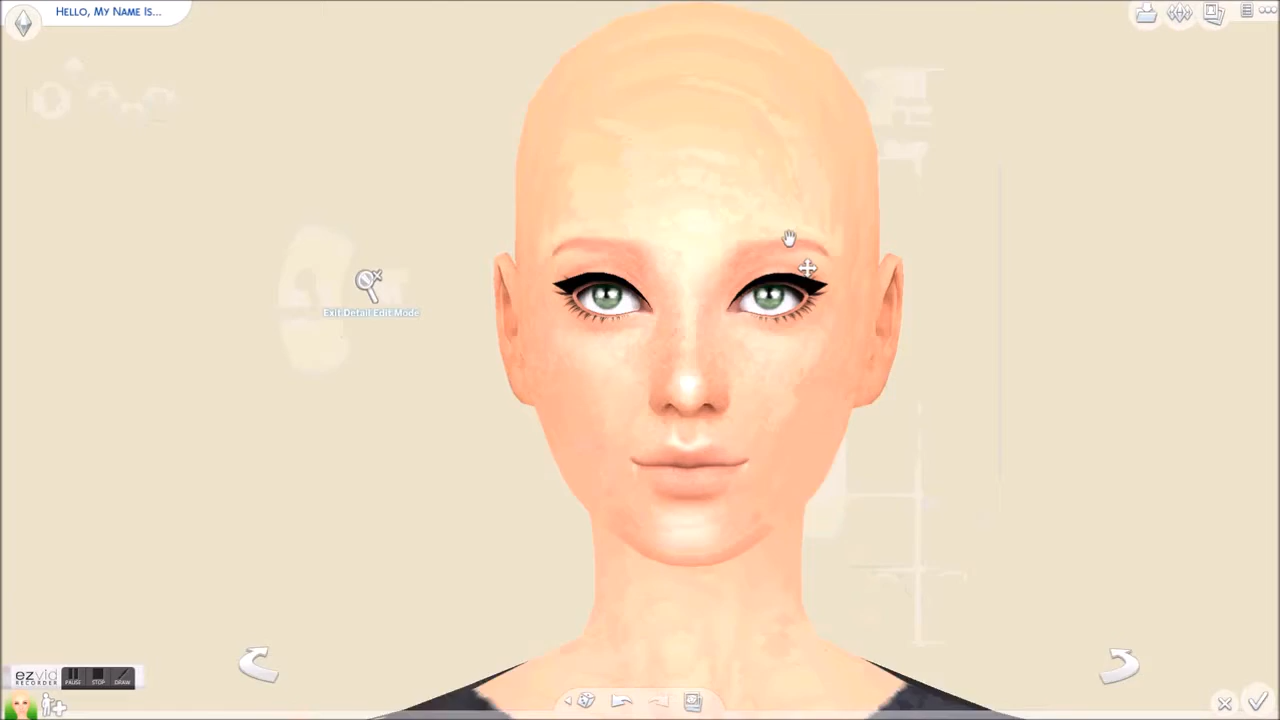 Hello, My Name Is...
Exit Detail Edit Mode
ezvid
RECORDER
PAUSE
STOP
DRAW